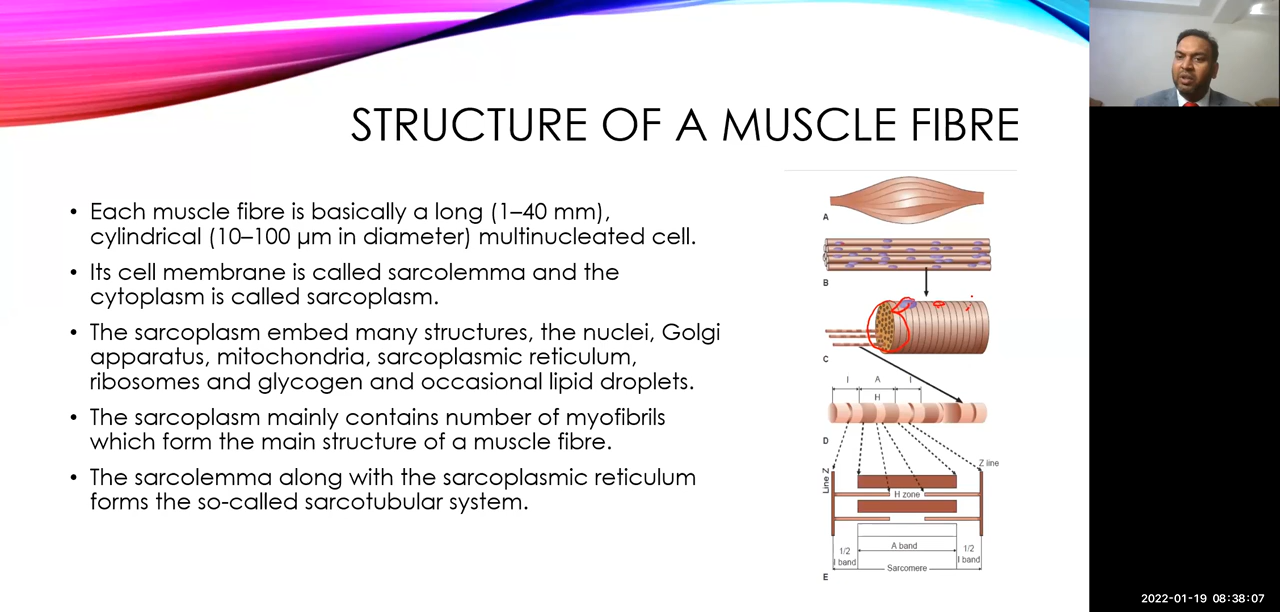 STRUCTURE OF A MUSCLE FIBRE
• Each muscle fibre is basically a long (1–40 mm),
cylindrical (10–100 µm in diameter) multinucleated cell.
• Its cell membrane is called sarcolemma and the
cytoplasm is called sarcoplasm.
• The sarcoplasm embed many structures, the nuclei, Golgi
apparatus, mitochondria, sarcoplasmic reticulum,
ribosomes and glycogen and occasional lipid droplets.
• The sarcoplasm mainly contains number of myofibrils
which form the main structure of a muscle fibre.
• The sarcolemma along with the sarcoplasmic reticulum
forms the so-called sarcotubular system.
A
B
C
I A I
H
D
Line Z
Z line
H zone
A band
1/2
I band
1/2
I band
Sarcomere
E
2022-01-19 08:38:07